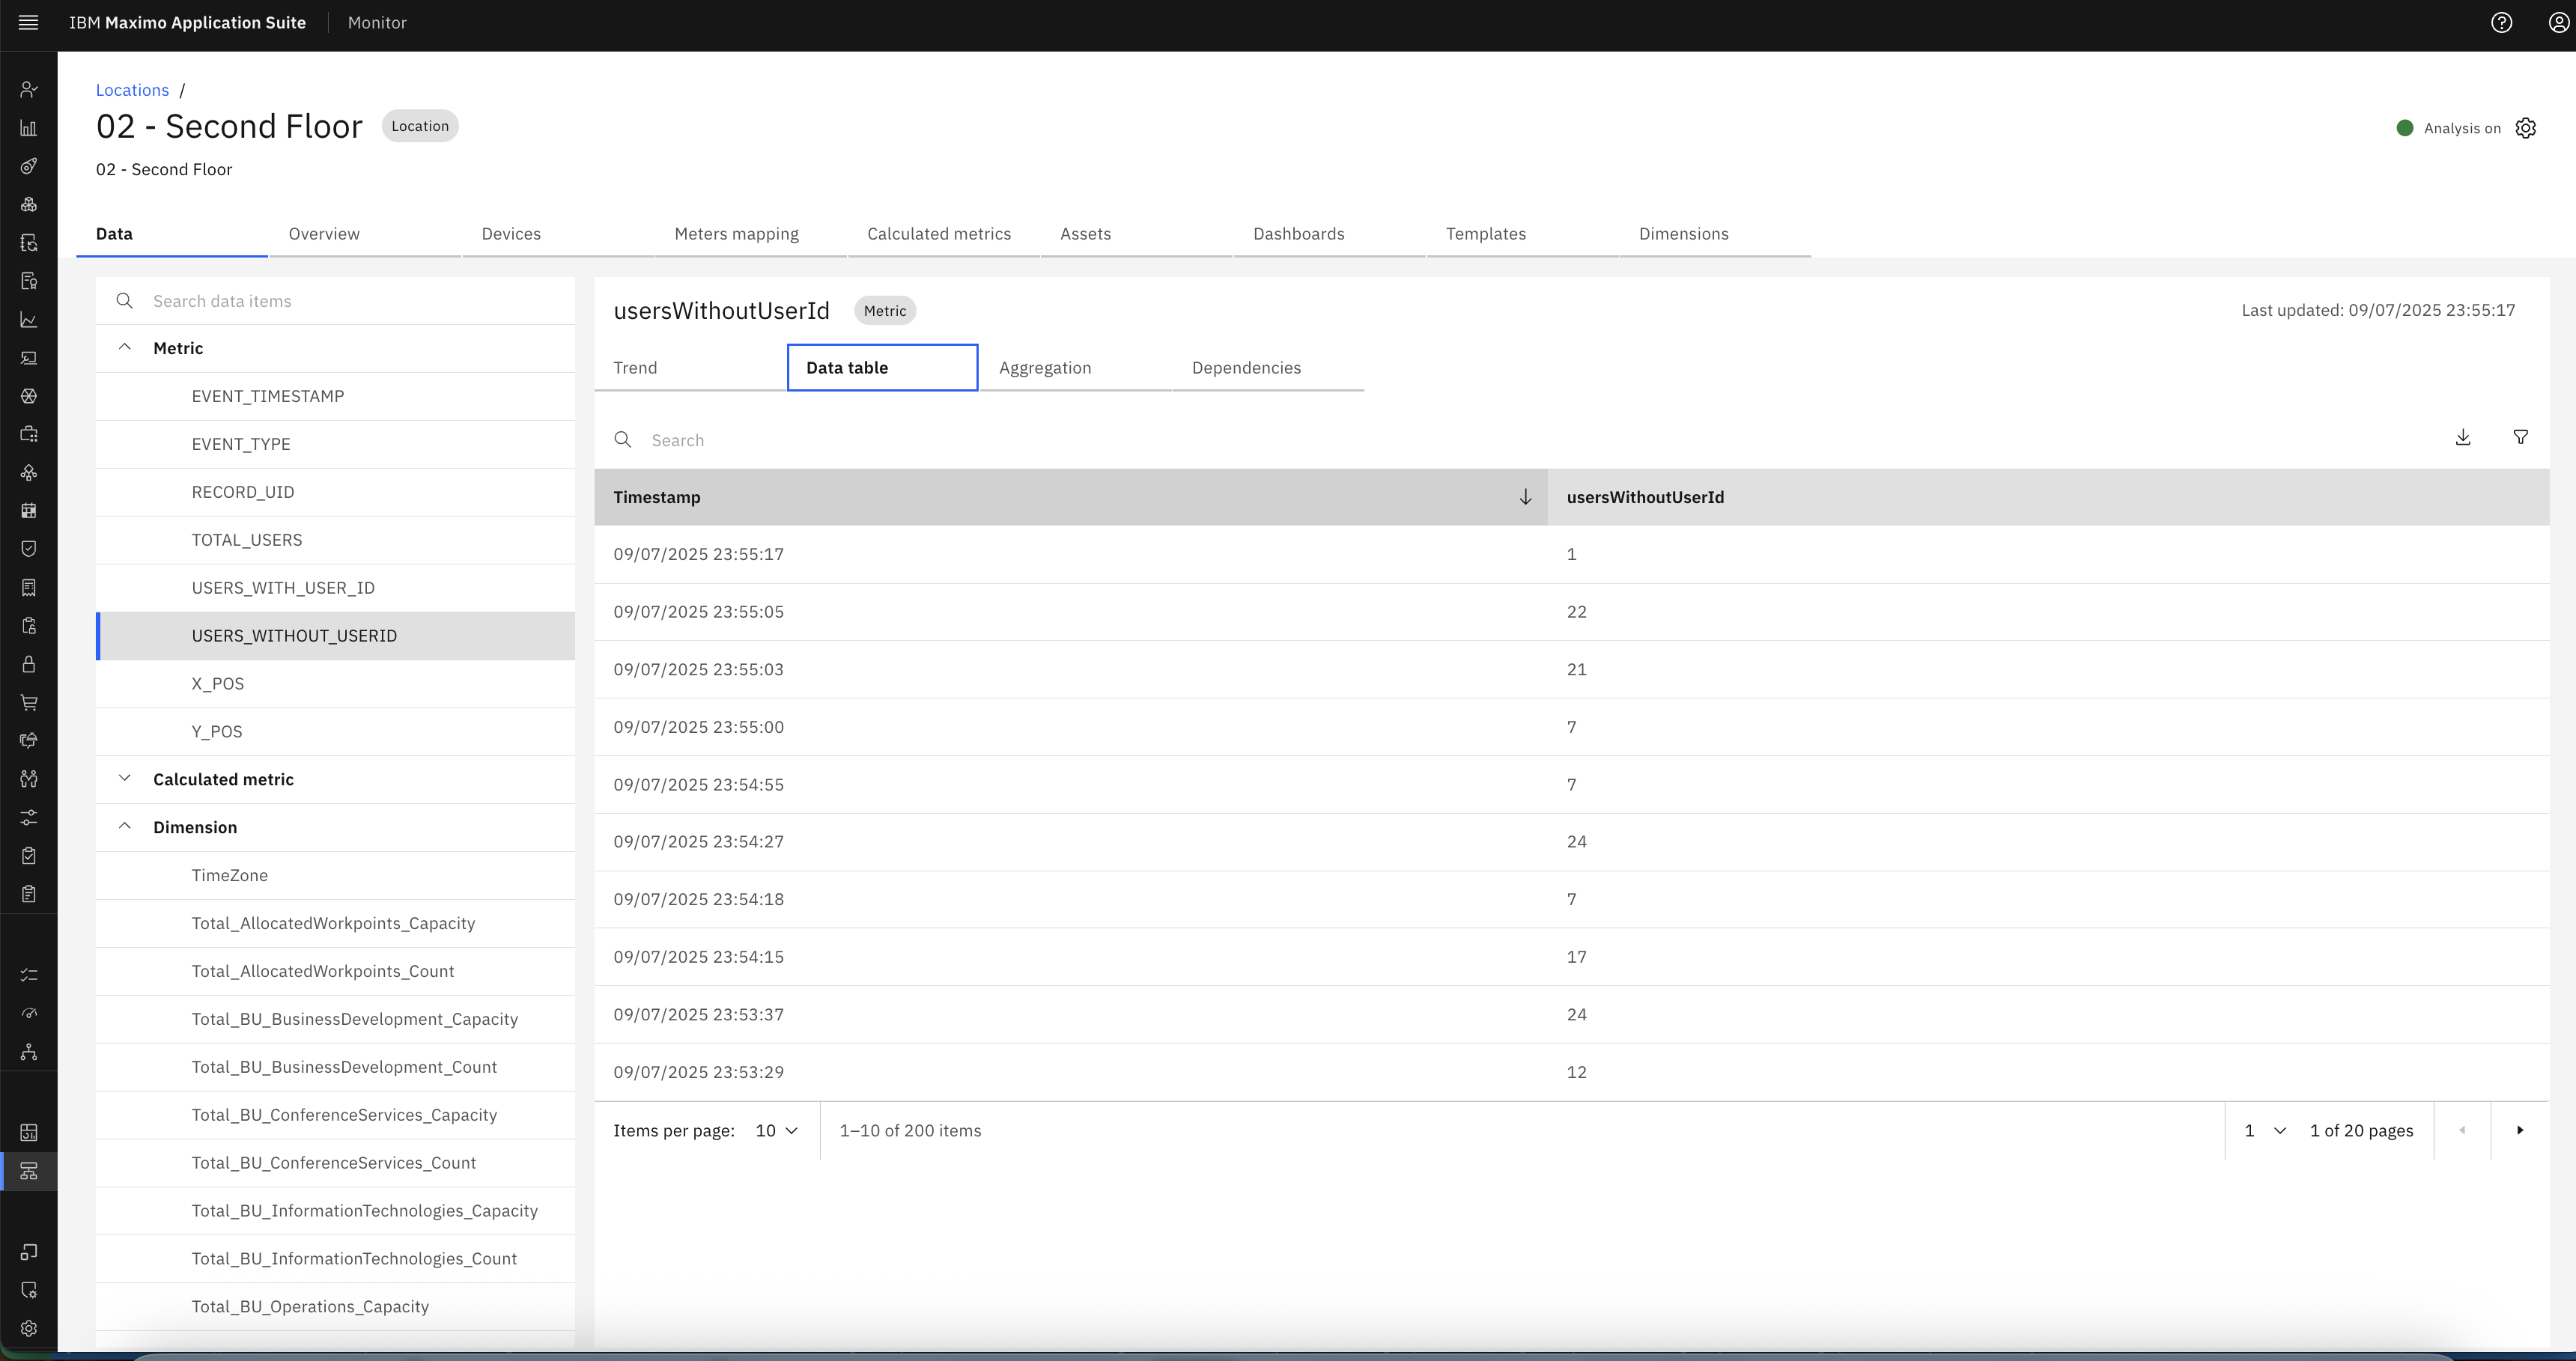 IBM Maximo Application Suite Monitor
Locations /
02 - Second Floor Location
02 - Second Floor
Analysis on
Data Overview Devices Meters mapping Calculated metrics Assets Dashboards Templates Dimensions
Search data items
Metric
EVENT_TIMESTAMP
EVENT_TYPE
RECORD_UID
TOTAL_USERS
USERS_WITH_USER_ID
USERS_WITHOUT_USERID
X_POS
Y_POS
Calculated metric
Dimension
TimeZone
Total_AllocatedWorkpoints_Capacity
Total_AllocatedWorkpoints_Count
Total_BU_BusinessDevelopment_Capacity
Total_BU_BusinessDevelopment_Count
Total_BU_ConferenceServices_Capacity
Total_BU_ConferenceServices_Count
Total_BU_InformationTechnologies_Capacity
Total_BU_InformationTechnologies_Count
Total_BU_Operations_Capacity
usersWithoutUserId Metric
Last updated: 09/07/2025 23:55:17
Trend Data table Aggregation Dependencies
Search
Timestamp usersWithoutUserId
09/07/2025 23:55:17 1
09/07/2025 23:55:05 22
09/07/2025 23:55:03 21
09/07/2025 23:55:00 7
09/07/2025 23:54:55 7
09/07/2025 23:54:27 24
09/07/2025 23:54:18 7
09/07/2025 23:54:15 17
09/07/2025 23:53:37 24
09/07/2025 23:53:29 12
Items per page: 10 1–10 of 200 items 1 1 of 20 pages